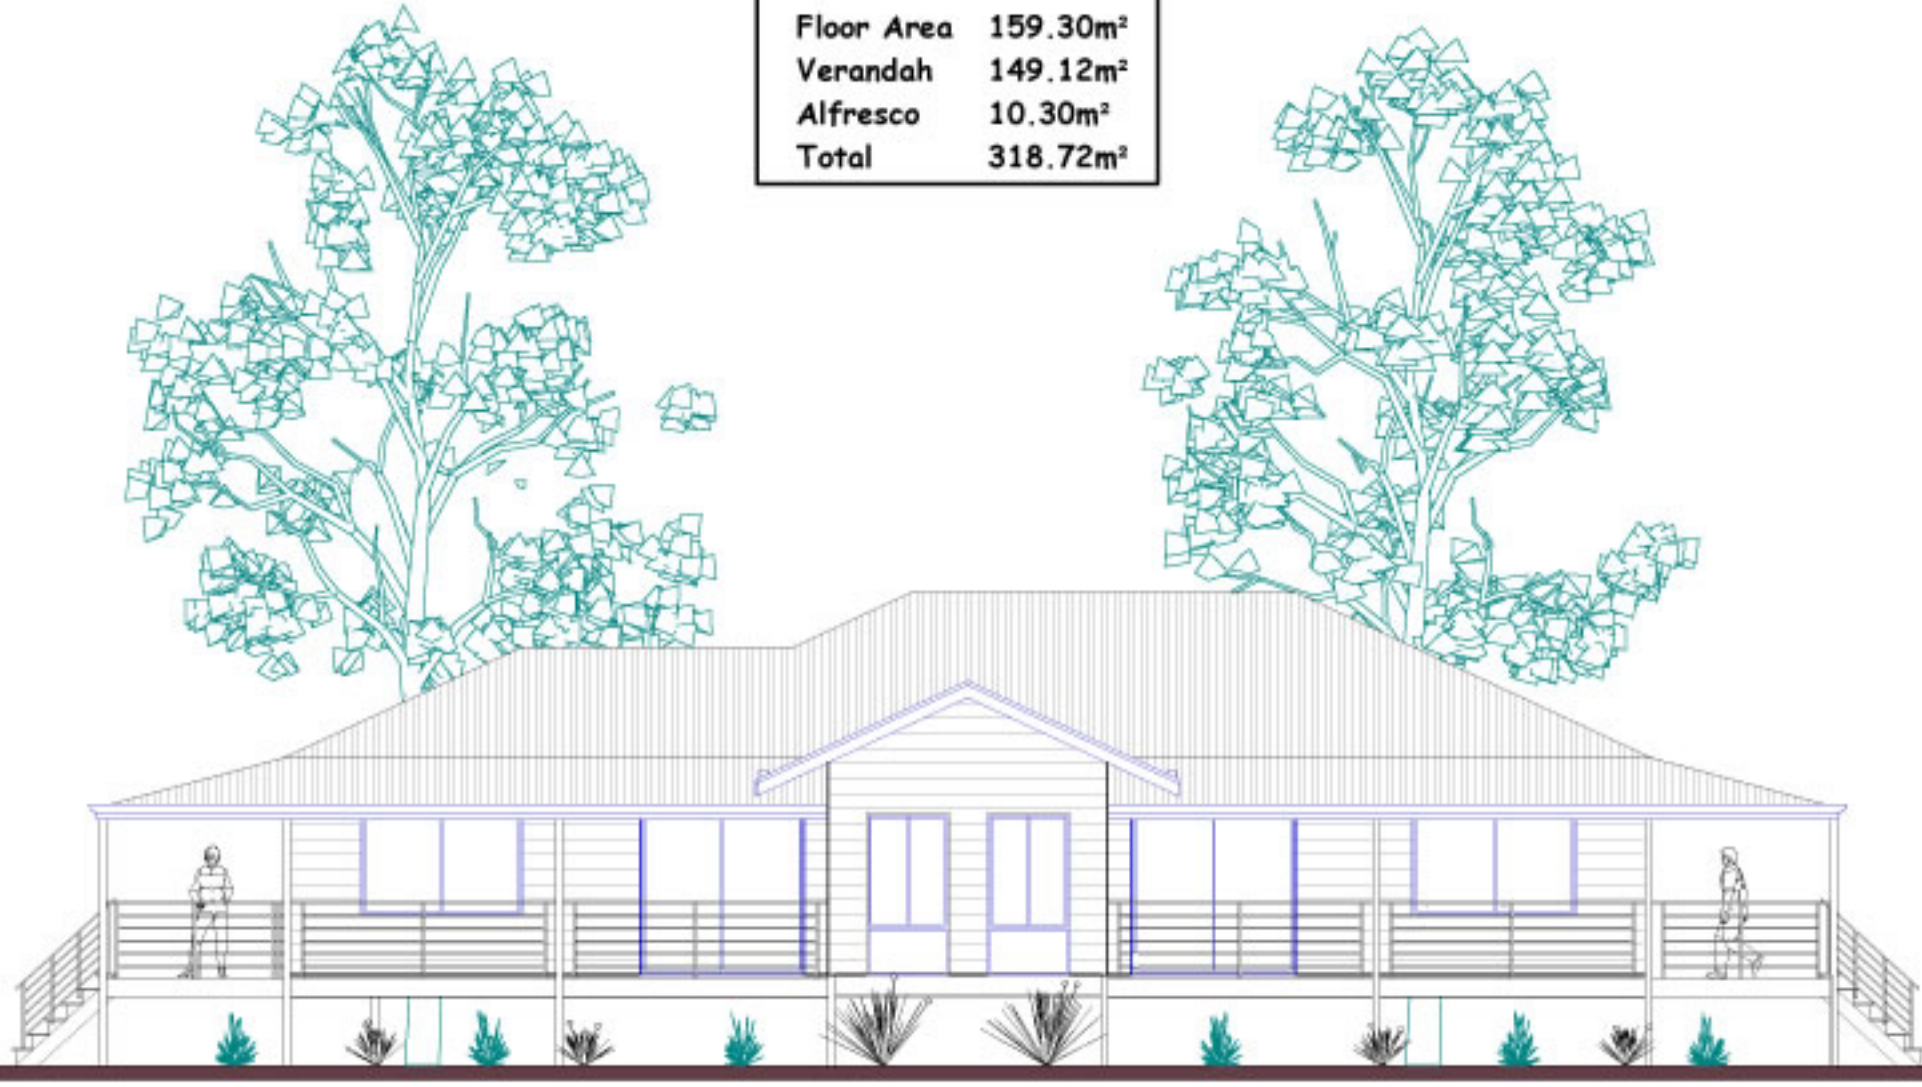 Floor Area 159.30m²
Verandah 149.12m²
Alfresco 10.30m²
Total 318.72m²